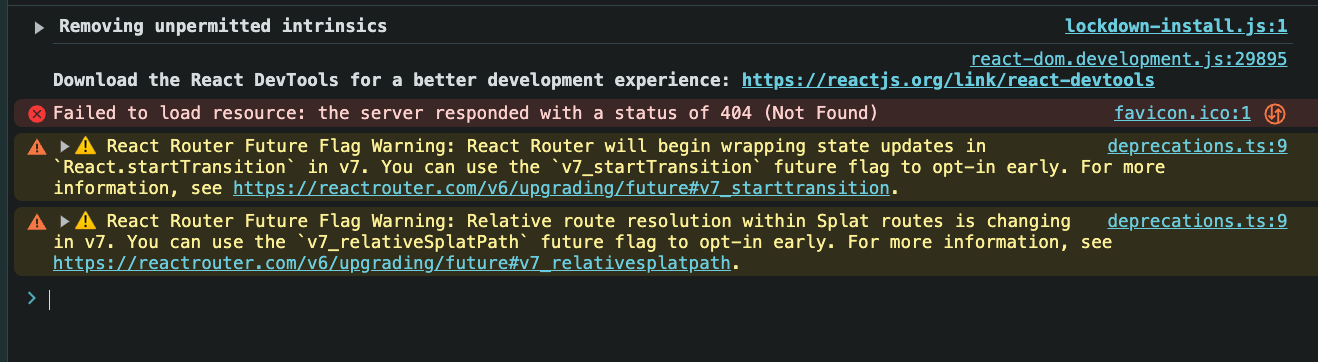 Removing unpermitted intrinsics lockdown-install.js:1
react-dom.development.js:29895
Download the React DevTools for a better development experience: https://reactjs.org/link/react-devtools
Failed to load resource: the server responded with a status of 404 (Not Found) favicon.ico:1
React Router Future Flag Warning: React Router will begin wrapping state updates in deprecations.ts:9
`React.startTransition` in v7. You can use the `v7_startTransition` future flag to opt-in early. For more
information, see https://reactrouter.com/v6/upgrading/future#v7_starttransition.
React Router Future Flag Warning: Relative route resolution within Splat routes is changing deprecations.ts:9
in v7. You can use the `v7_relativeSplatPath` future flag to opt-in early. For more information, see
https://reactrouter.com/v6/upgrading/future#v7_relativesplatpath.